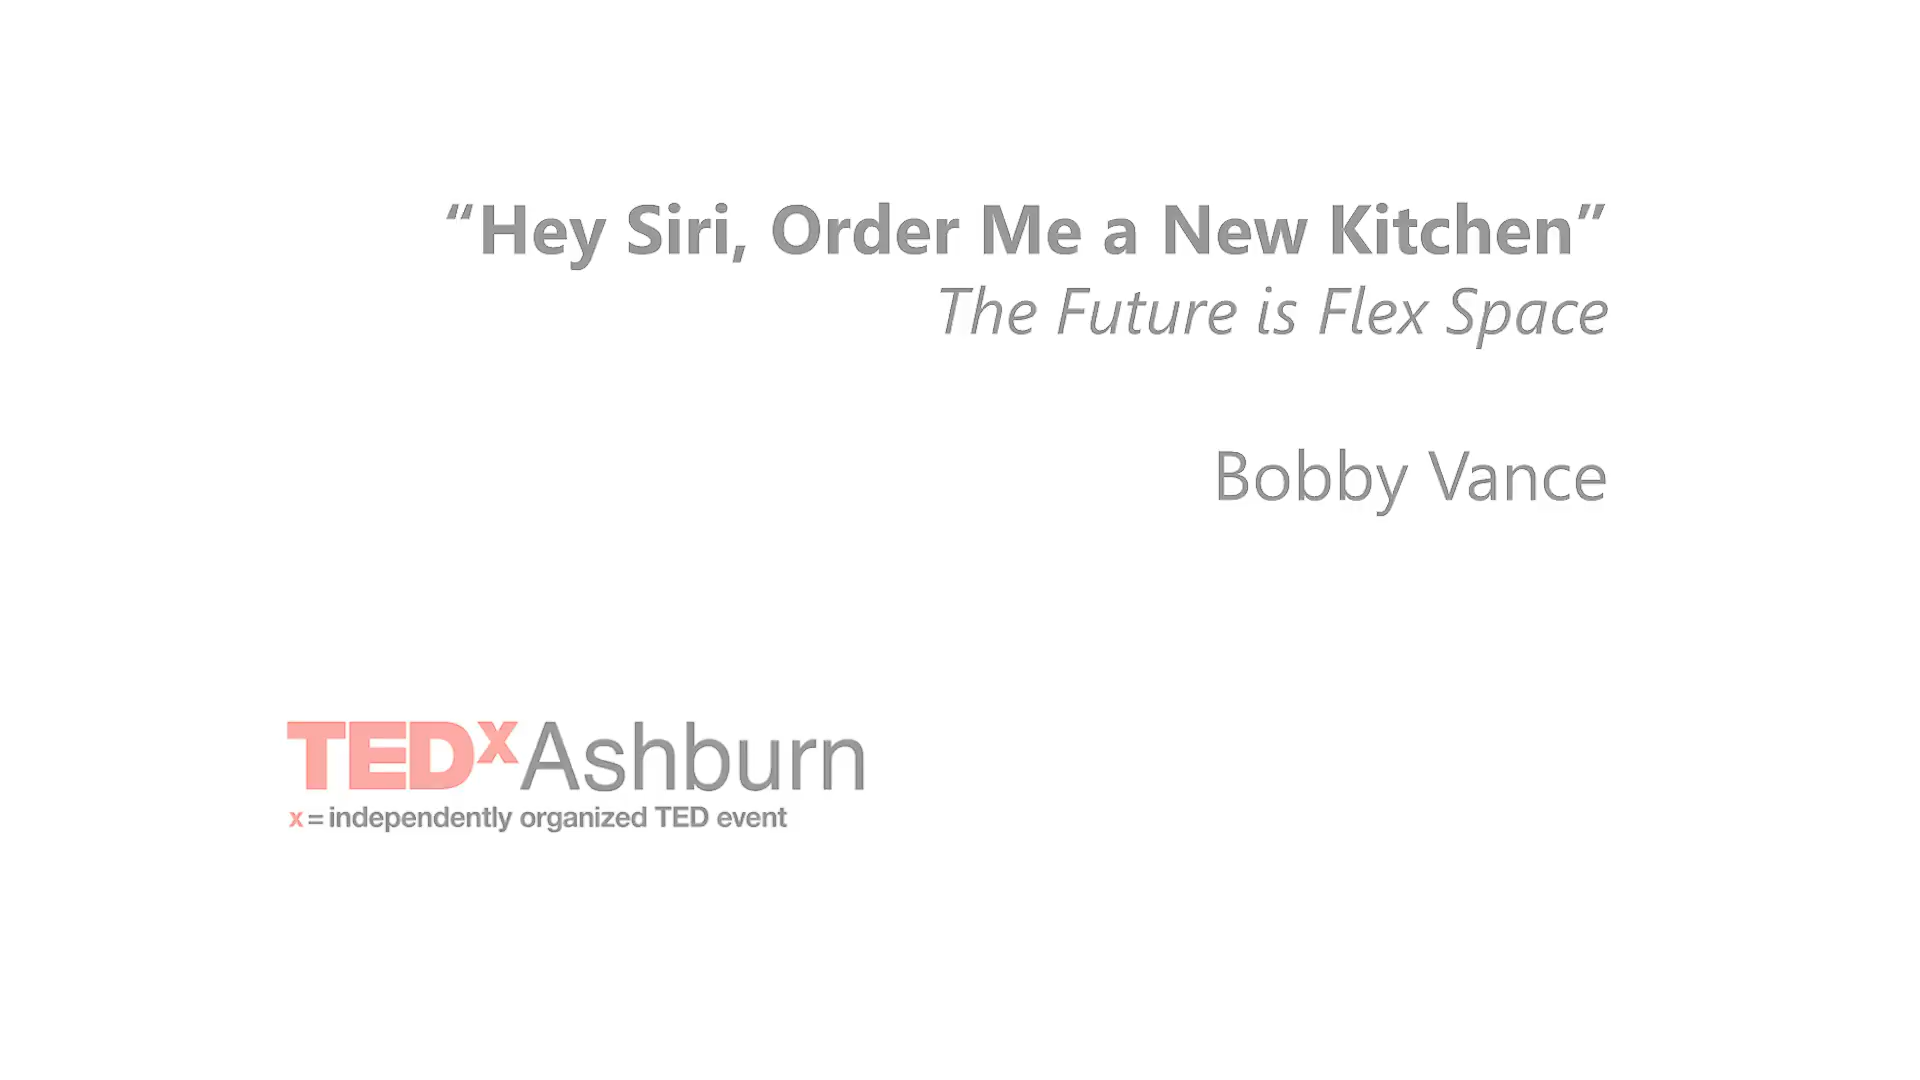 “Hey Siri, Order Me a New Kitchen”
The Future is Flex Space
Bobby Vance
TEDxAshburn
x = independently organized TED event